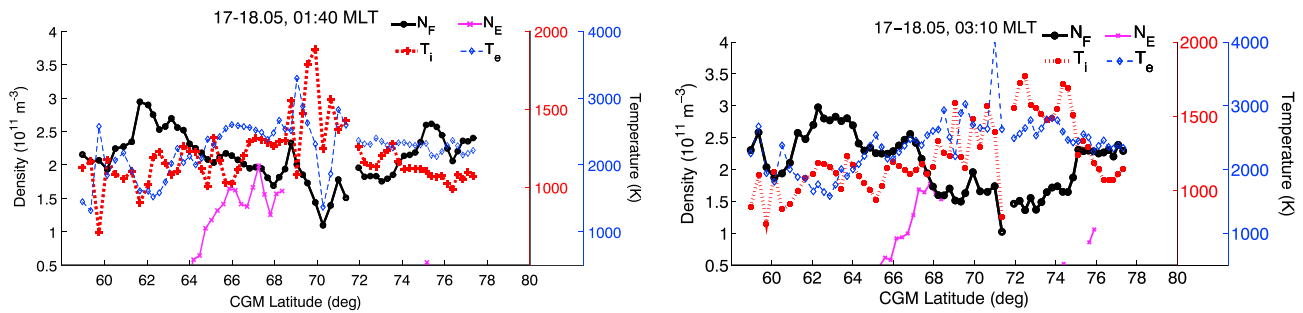 17-18.05, 01:40 MLT
N_F
N_E
T_i
T_e
4
3.5
3
2.5
2
1.5
1
0.5
Density (10^11 m^-3)
60 62 64 66 68 70 72 74 76 78 80
CGM Latitude (deg)
2000
1500
1000
4000
3000
2000
1000
Temperature (K)
17-18.05, 03:10 MLT
N_F
N_E
T_i
T_e
4
3.5
3
2.5
2
1.5
1
0.5
Density (10^11 m^-3)
60 62 64 66 68 70 72 74 76 78 80
CGM Latitude (deg)
2000
1500
1000
4000
3000
2000
1000
Temperature (K)